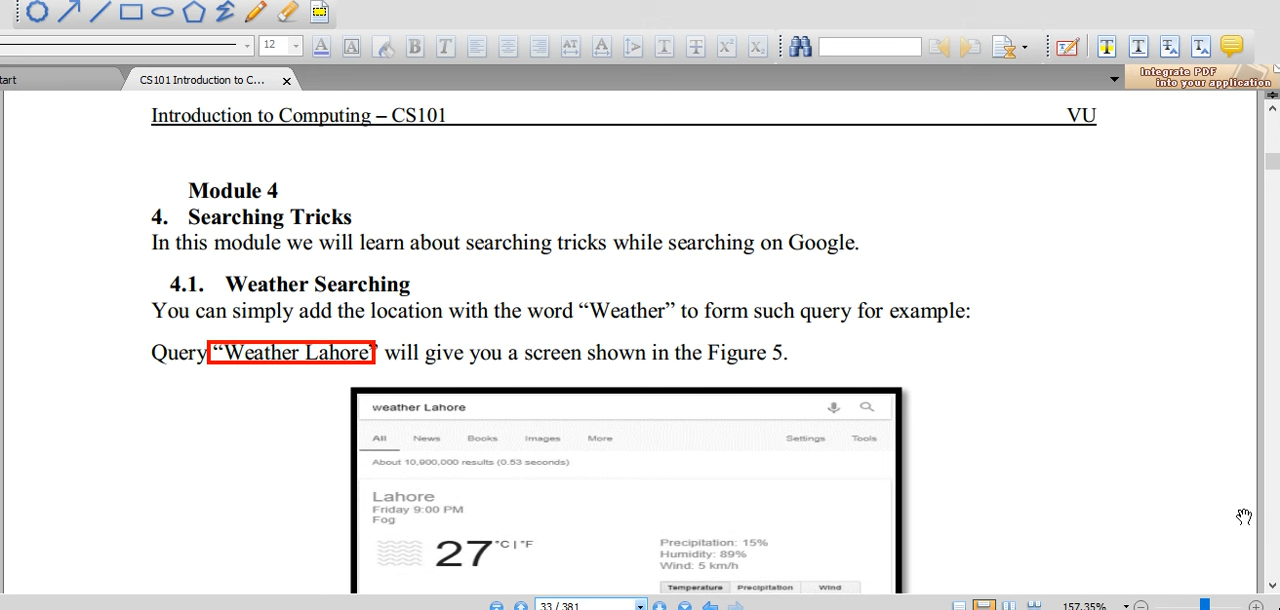 12
B T
tart
CS101 Introduction to C...
Integrate PDF
into your application
Introduction to Computing – CS101 VU
Module 4
4. Searching Tricks
In this module we will learn about searching tricks while searching on Google.
4.1. Weather Searching
You can simply add the location with the word “Weather” to form such query for example:
Query “Weather Lahore” will give you a screen shown in the Figure 5.
weather Lahore
All News Books Images More Settings Tools
About 10,900,000 results (0.53 seconds)
Lahore
Friday 9:00 PM
Fog
27 °C | °F
Precipitation: 15%
Humidity: 89%
Wind: 5 km/h
Temperature Precipitation Wind
33 / 381
157.35%